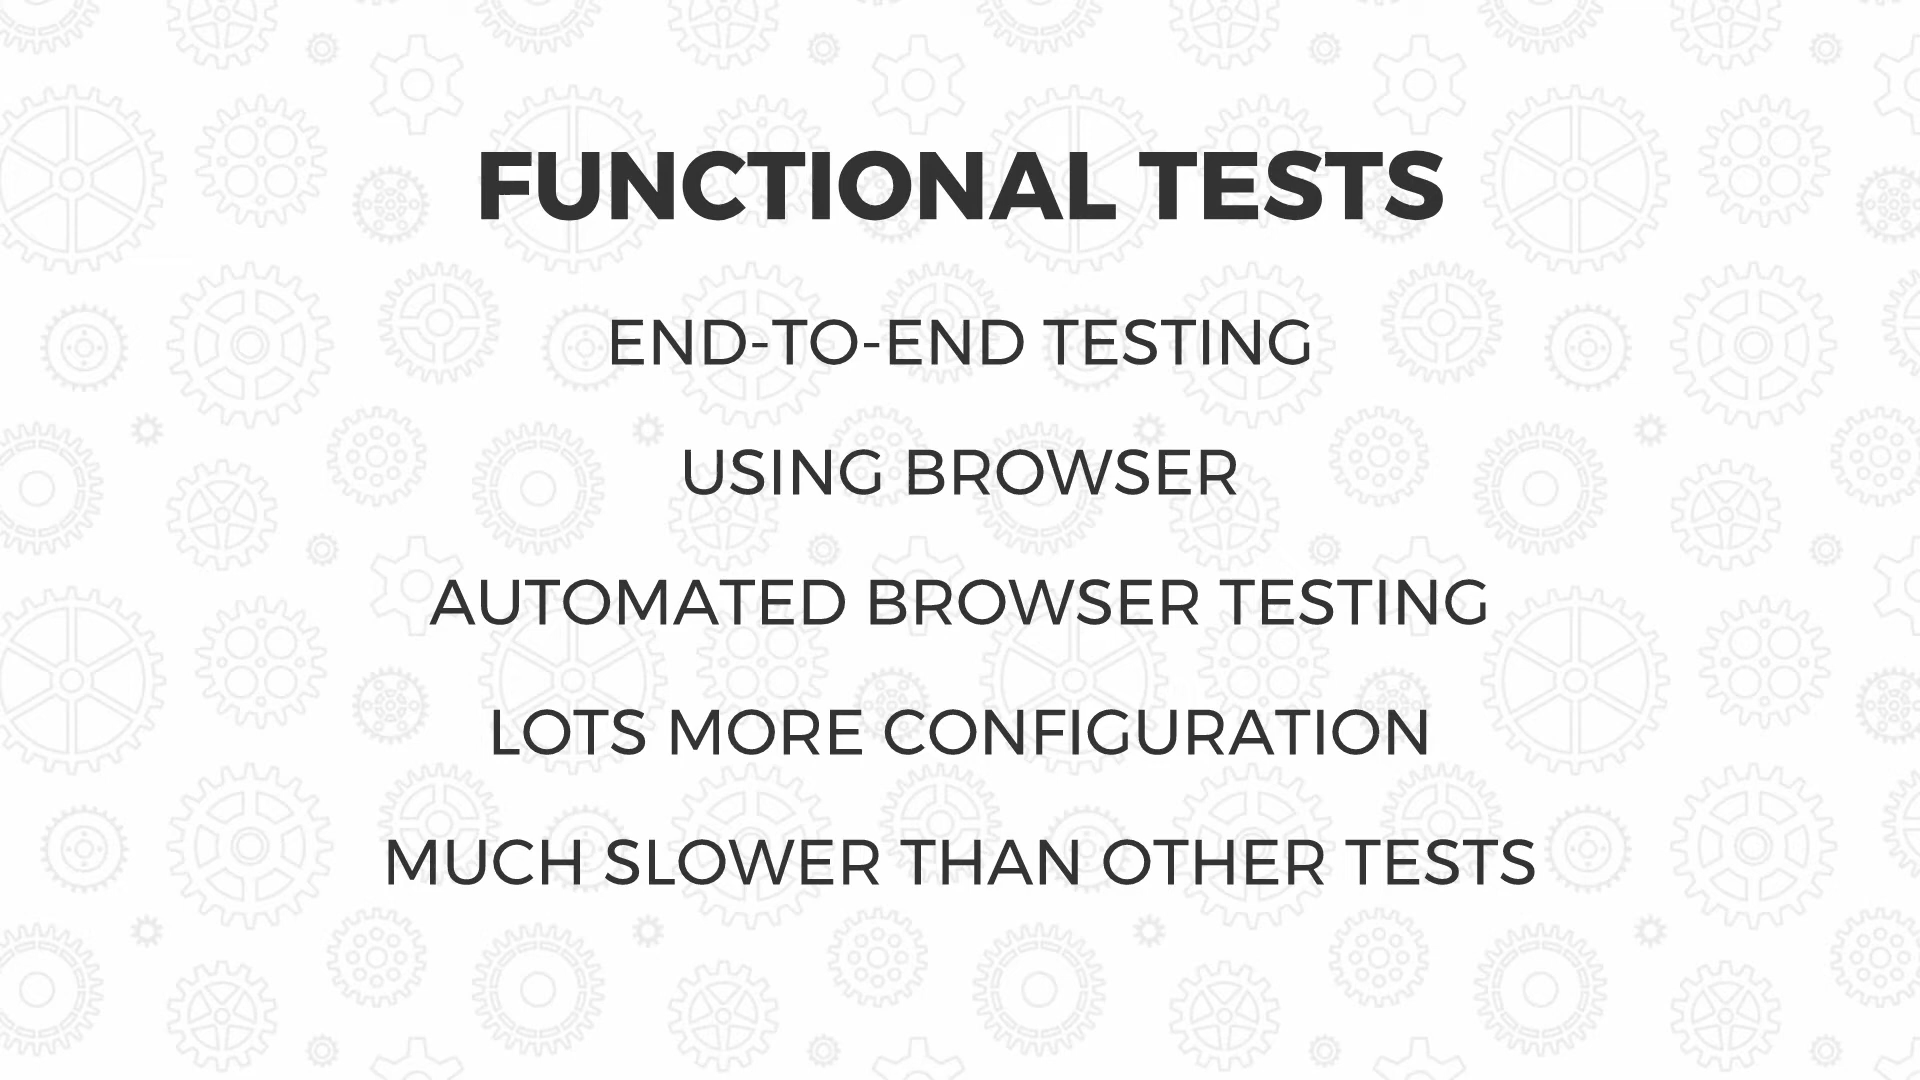 FUNCTIONAL TESTS
END-TO-END TESTING
USING BROWSER
AUTOMATED BROWSER TESTING
LOTS MORE CONFIGURATION
MUCH SLOWER THAN OTHER TESTS